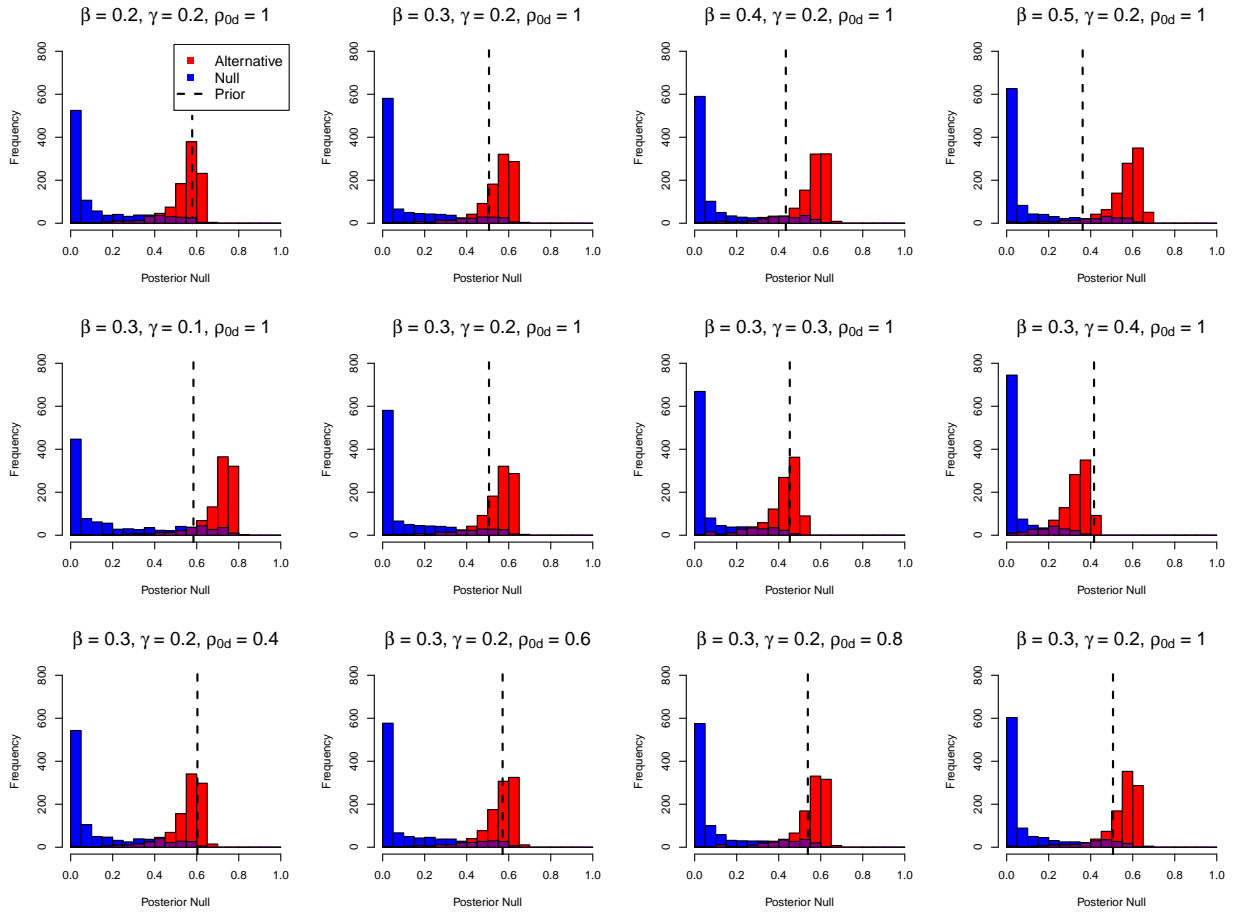 β = 0.2, γ = 0.2, ρ0d = 1
Alternative
Null
Prior
Frequency
0 200 400 600 800
0.0 0.2 0.4 0.6 0.8 1.0
Posterior Null
β = 0.3, γ = 0.2, ρ0d = 1
Frequency
0 200 400 600 800
0.0 0.2 0.4 0.6 0.8 1.0
Posterior Null
β = 0.4, γ = 0.2, ρ0d = 1
Frequency
0 200 400 600 800
0.0 0.2 0.4 0.6 0.8 1.0
Posterior Null
β = 0.5, γ = 0.2, ρ0d = 1
Frequency
0 200 400 600 800
0.0 0.2 0.4 0.6 0.8 1.0
Posterior Null
β = 0.3, γ = 0.1, ρ0d = 1
Frequency
0 200 400 600 800
0.0 0.2 0.4 0.6 0.8 1.0
Posterior Null
β = 0.3, γ = 0.2, ρ0d = 1
Frequency
0 200 400 600 800
0.0 0.2 0.4 0.6 0.8 1.0
Posterior Null
β = 0.3, γ = 0.3, ρ0d = 1
Frequency
0 200 400 600 800
0.0 0.2 0.4 0.6 0.8 1.0
Posterior Null
β = 0.3, γ = 0.4, ρ0d = 1
Frequency
0 200 400 600 800
0.0 0.2 0.4 0.6 0.8 1.0
Posterior Null
β = 0.3, γ = 0.2, ρ0d = 0.4
Frequency
0 200 400 600 800
0.0 0.2 0.4 0.6 0.8 1.0
Posterior Null
β = 0.3, γ = 0.2, ρ0d = 0.6
Frequency
0 200 400 600 800
0.0 0.2 0.4 0.6 0.8 1.0
Posterior Null
β = 0.3, γ = 0.2, ρ0d = 0.8
Frequency
0 200 400 600 800
0.0 0.2 0.4 0.6 0.8 1.0
Posterior Null
β = 0.3, γ = 0.2, ρ0d = 1
Frequency
0 200 400 600 800
0.0 0.2 0.4 0.6 0.8 1.0
Posterior Null